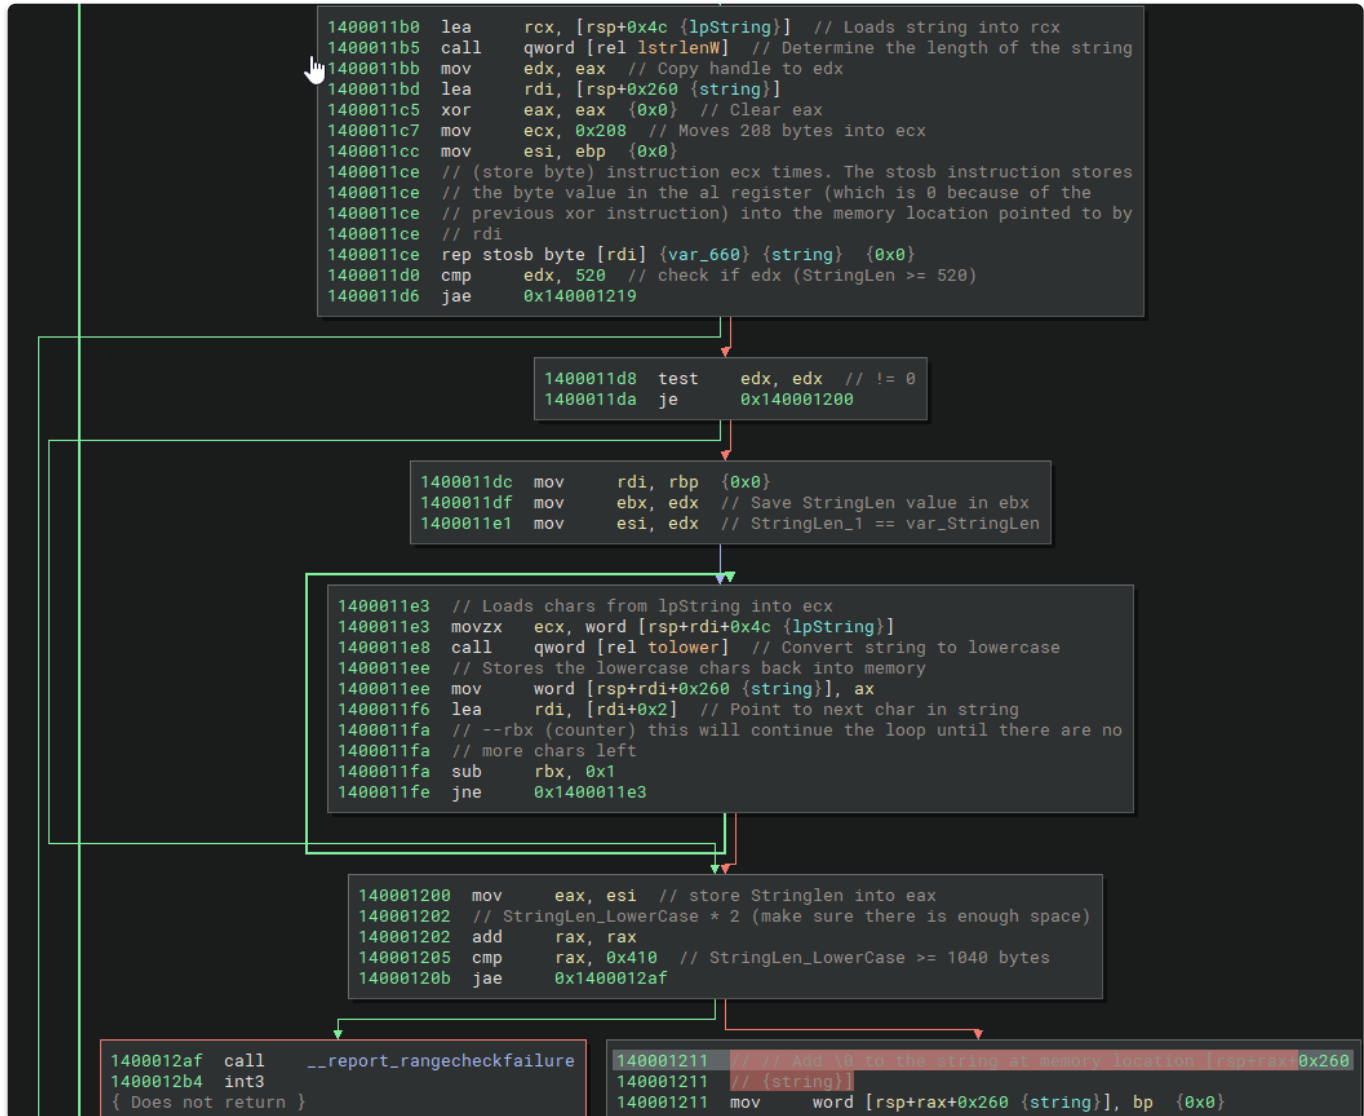 1400011b0 lea rcx, [rsp+0x4c {lpString}] // Loads string into rcx
1400011b5 call qword [rel lstrlenW] // Determine the length of the string
1400011bb mov edx, eax // Copy handle to edx
1400011bd lea rdi, [rsp+0x260 {string}]
1400011c5 xor eax, eax {0x0} // Clear eax
1400011c7 mov ecx, 0x208 // Moves 208 bytes into ecx
1400011cc mov esi, ebp {0x0}
1400011ce // (store byte) instruction ecx times. The stosb instruction stores
1400011ce // the byte value in the al register (which is 0 because of the
1400011ce // previous xor instruction) into the memory location pointed to by
1400011ce // rdi
1400011ce rep stosb byte [rdi] {var_660} {string} {0x0}
1400011d0 cmp edx, 520 // check if edx (StringLen >= 520)
1400011d6 jae 0x140001219
1400011d8 test edx, edx // != 0
1400011da je 0x140001200
1400011dc mov rdi, rbp {0x0}
1400011df mov ebx, edx // Save StringLen value in ebx
1400011e1 mov esi, edx // StringLen_1 == var_StringLen
1400011e3 // Loads chars from lpString into ecx
1400011e3 movzx ecx, word [rsp+rdi+0x4c {lpString}]
1400011e8 call qword [rel tolower] // Convert string to lowercase
1400011ee // Stores the lowercase chars back into memory
1400011ee mov word [rsp+rdi+0x260 {string}], ax
1400011f6 lea rdi, [rdi+0x2] // Point to next char in string
1400011fa // --rbx (counter) this will continue the loop until there are no
1400011fa // more chars left
1400011fa sub rbx, 0x1
1400011fe jne 0x1400011e3
140001200 mov eax, esi // store Stringlen into eax
140001202 // StringLen_LowerCase * 2 (make sure there is enough space)
140001202 add rax, rax
140001205 cmp rax, 0x410 // StringLen_LowerCase >= 1040 bytes
14000120b jae 0x1400012af
1400012af call __report_rangecheckfailure
1400012b4 int3
{ Does not return }
140001211 // // Add \0 to the string at memory location [rsp+rax+0x260
140001211 // {string}]
140001211 mov word [rsp+rax+0x260 {string}], bp {0x0}